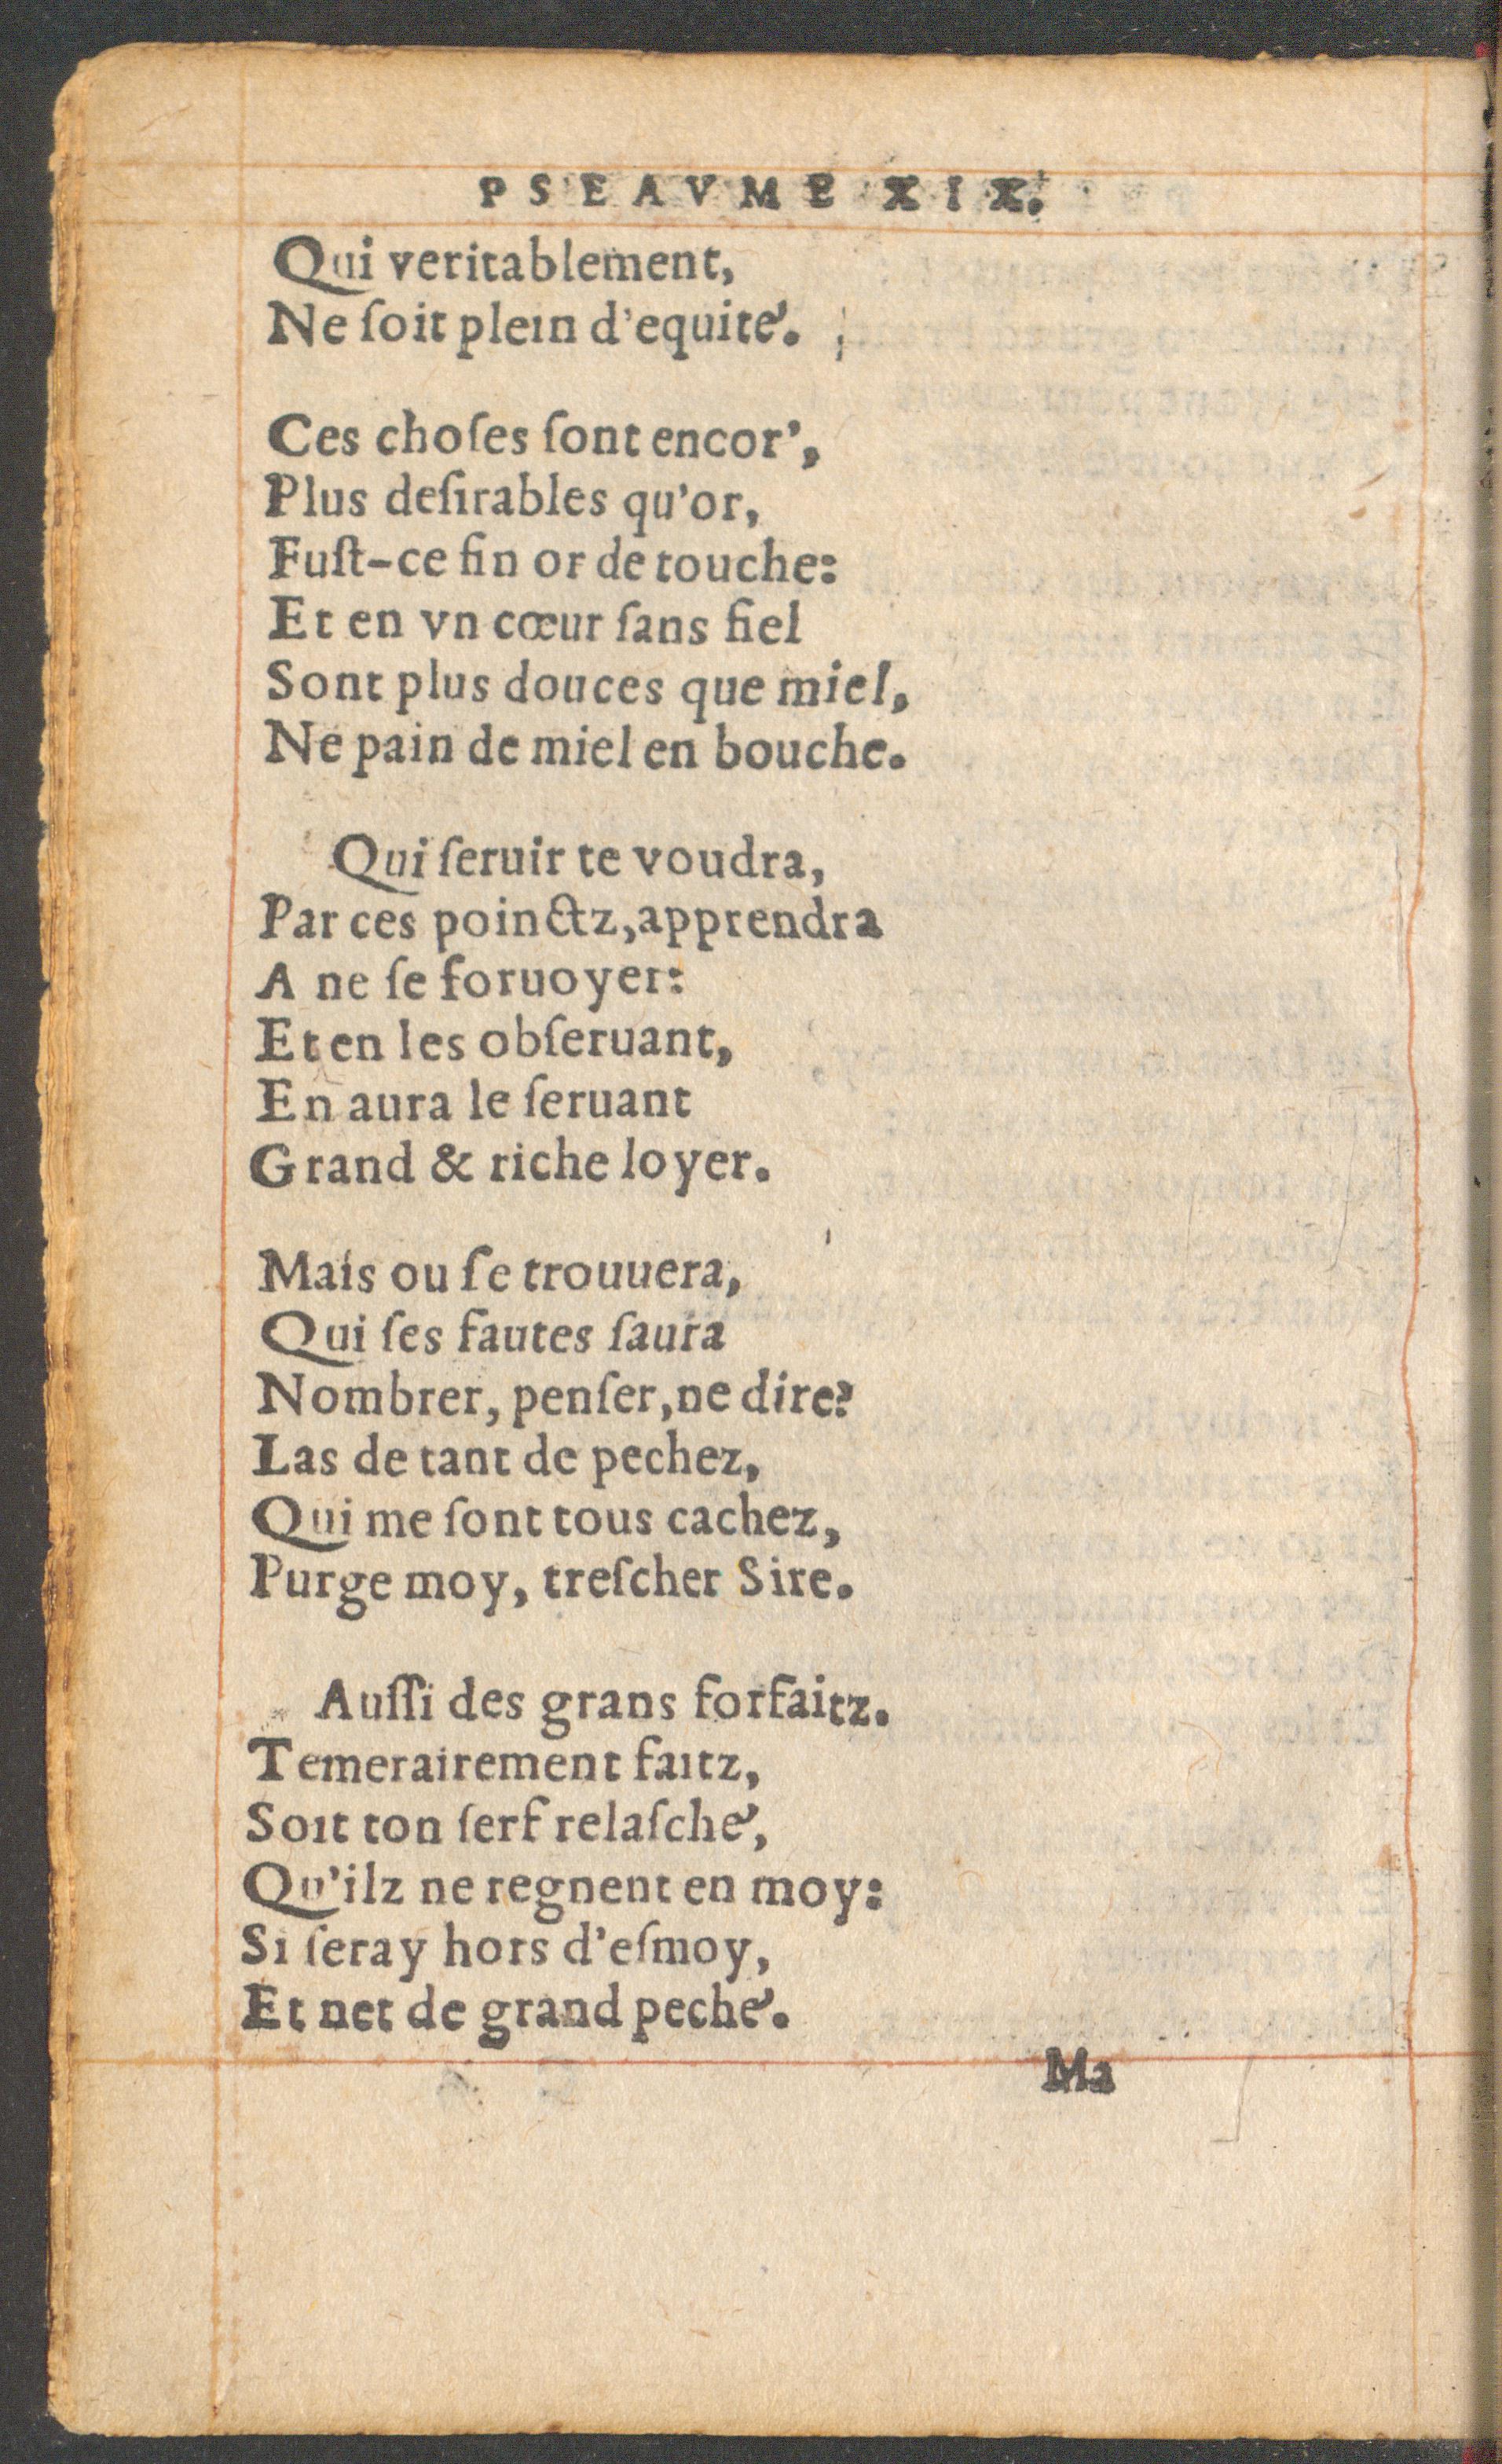 PSEAVME XIX.
Qui veritablement,
Ne ſoit plein d'equité.
Ces choſes ſont encor',
Plus deſirables qu'or,
Fuſt-ce fin or de touche:
Et en vn cœur ſans fiel
Sont plus douces que miel,
Ne pain de miel en bouche.
Qui ſeruir te voudra,
Par ces poinctz, apprendra
A ne ſe foruoyer:
Et en les obſeruant,
En aura le ſeruant
Grand & riche loyer.
Mais ou ſe trouuera,
Qui ſes fautes ſaura
Nombrer, penſer, ne dire?
Las de tant de pechez,
Qui me ſont tous cachez,
Purge moy, treſcher Sire.
Auſſi des grans forfaitz.
Temerairement faitz,
Soit ton ſerf relaſché,
Qu'ilz ne regnent en moy:
Si ſeray hors d'eſmoy,
Et net de grand peché.
Ma